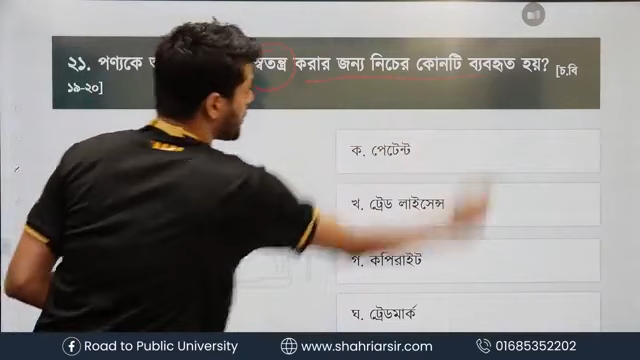 ২১. পণ্যকে স্বতন্ত্র করার জন্য নিচের কোনটি ব্যবহৃত হয়? [চ.বি
১৯-২০]
ক. পেটেন্ট
খ. ট্রেড লাইসেন্স
গ. কপিরাইট
ঘ. ট্রেডমার্ক
Road to Public University www.shahriarsir.com 01685352202